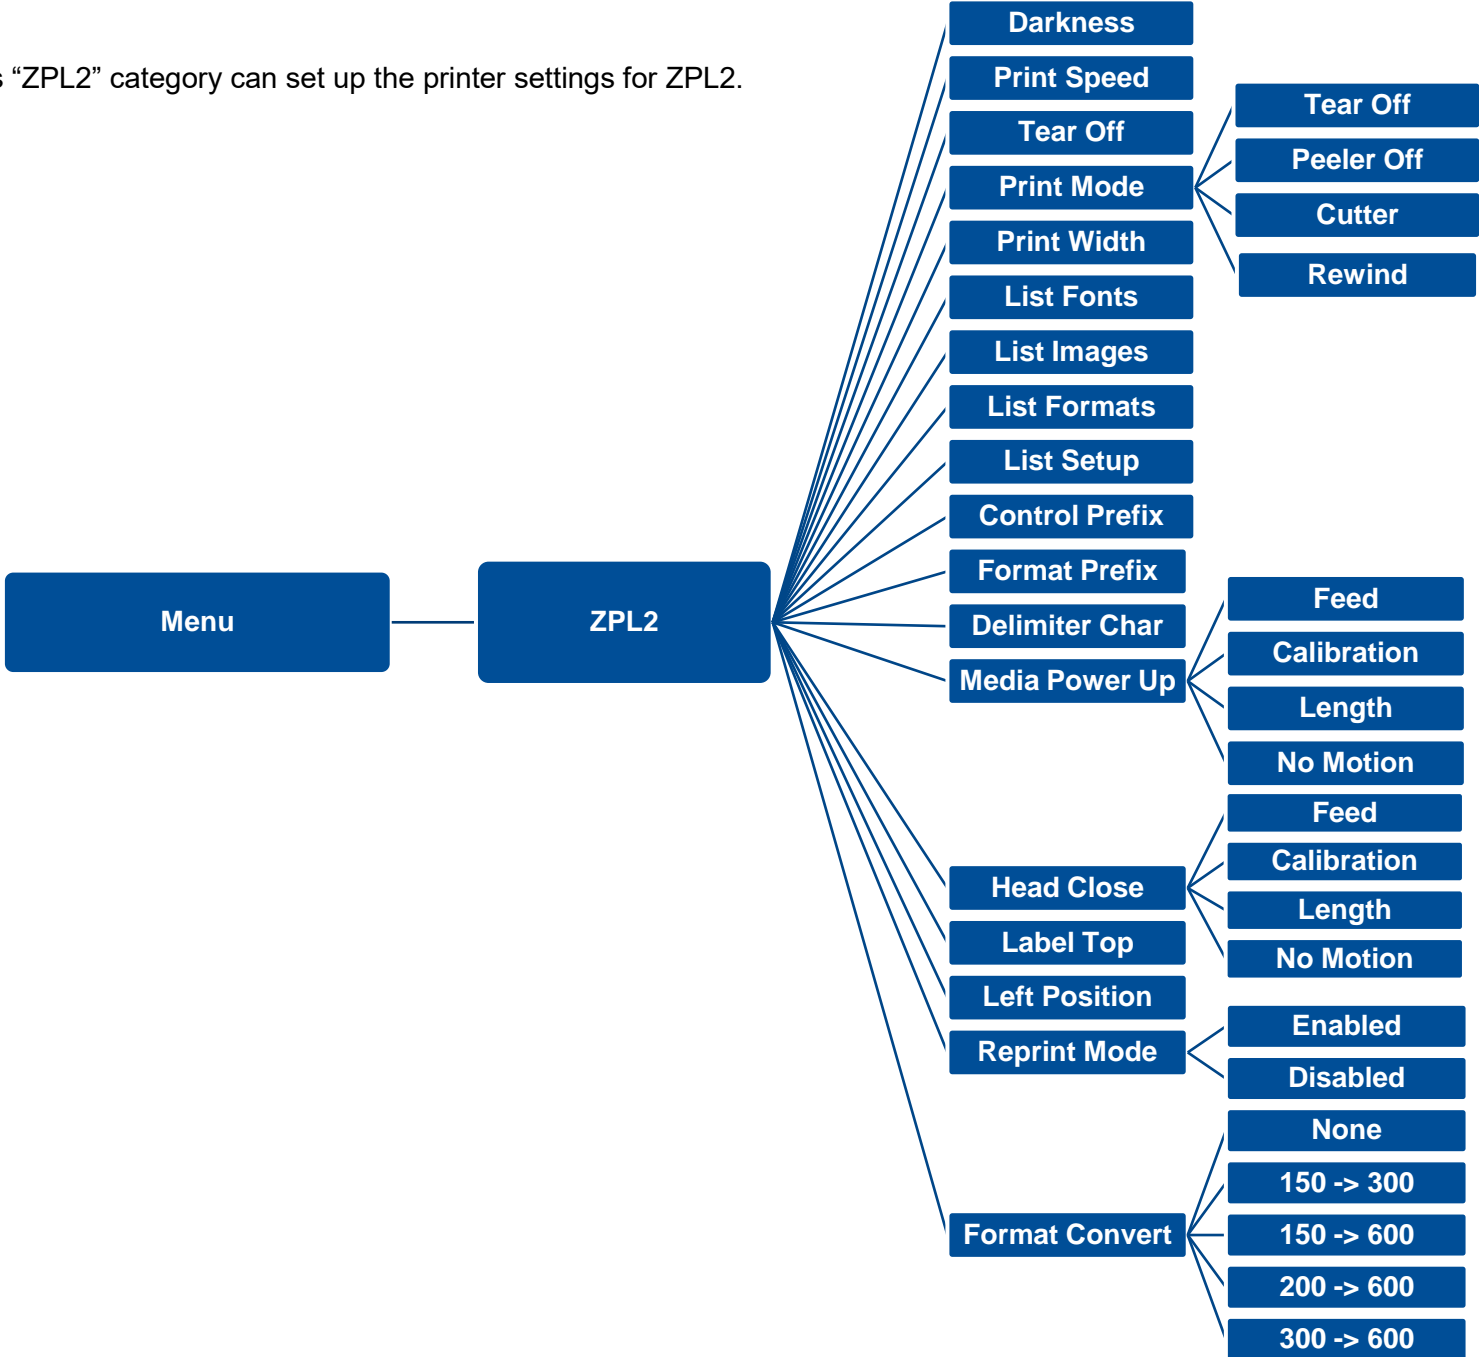 s “ZPL2” category can set up the printer settings for ZPL2.
Menu
ZPL2
Darkness
Print Speed
Tear Off
Print Mode
Tear Off
Peeler Off
Cutter
Rewind
Print Width
List Fonts
List Images
List Formats
List Setup
Control Prefix
Format Prefix
Delimiter Char
Media Power Up
Feed
Calibration
Length
No Motion
Head Close
Feed
Calibration
Length
No Motion
Label Top
Left Position
Reprint Mode
Enabled
Disabled
Format Convert
None
150 -> 300
150 -> 600
200 -> 600
300 -> 600